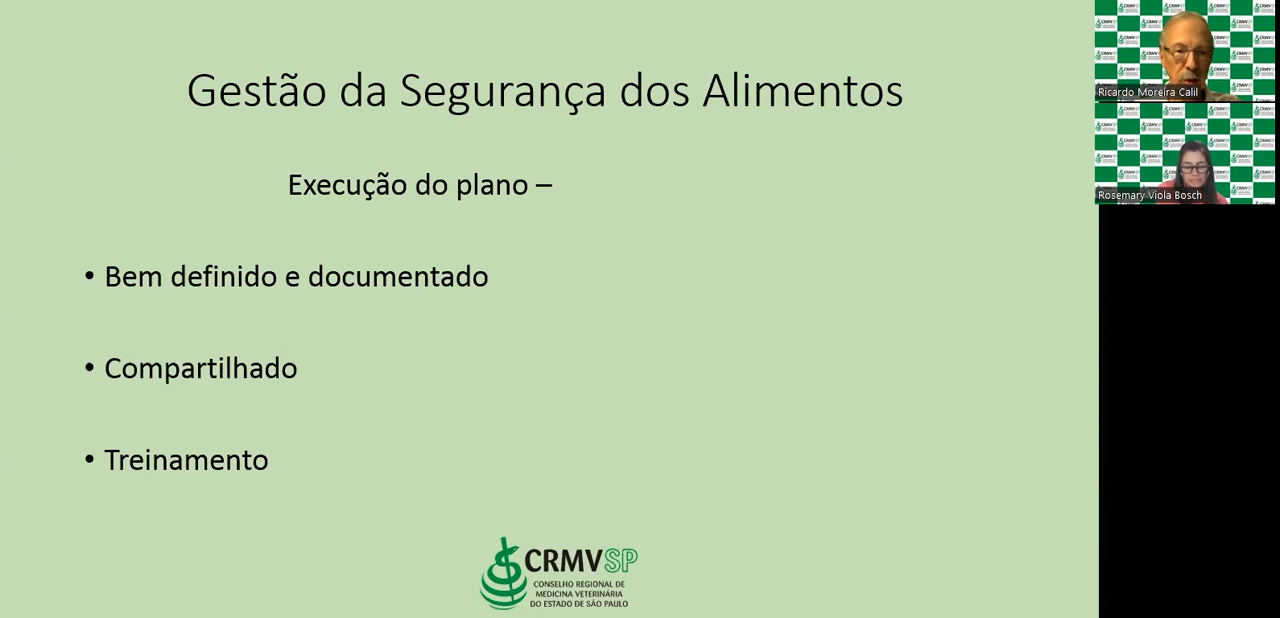 Gestão da Segurança dos Alimentos
Execução do plano –
• Bem definido e documentado
• Compartilhado
• Treinamento
CRMVSP
CONSELHO REGIONAL DE
MEDICINA VETERINÁRIA
DO ESTADO DE SÃO PAULO
Ricardo Moreira Calil
Rosemary Viola Bosch